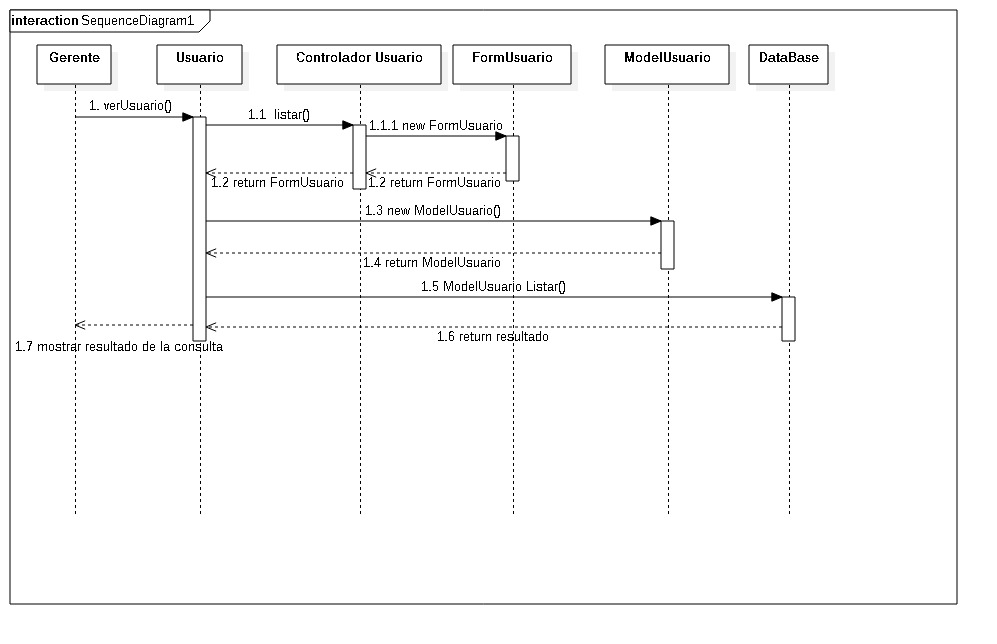 interaction SequenceDiagram1
Gerente
Usuario
Controlador Usuario
FormUsuario
ModelUsuario
DataBase
1. verUsuario()
1.1 listar()
1.1.1 new FormUsuario
1.2 return FormUsuario
1.2 return FormUsuario
1.3 new ModelUsuario()
1.4 return ModelUsuario
1.5 ModelUsuario Listar()
1.6 return resultado
1.7 mostrar resultado de la consulta